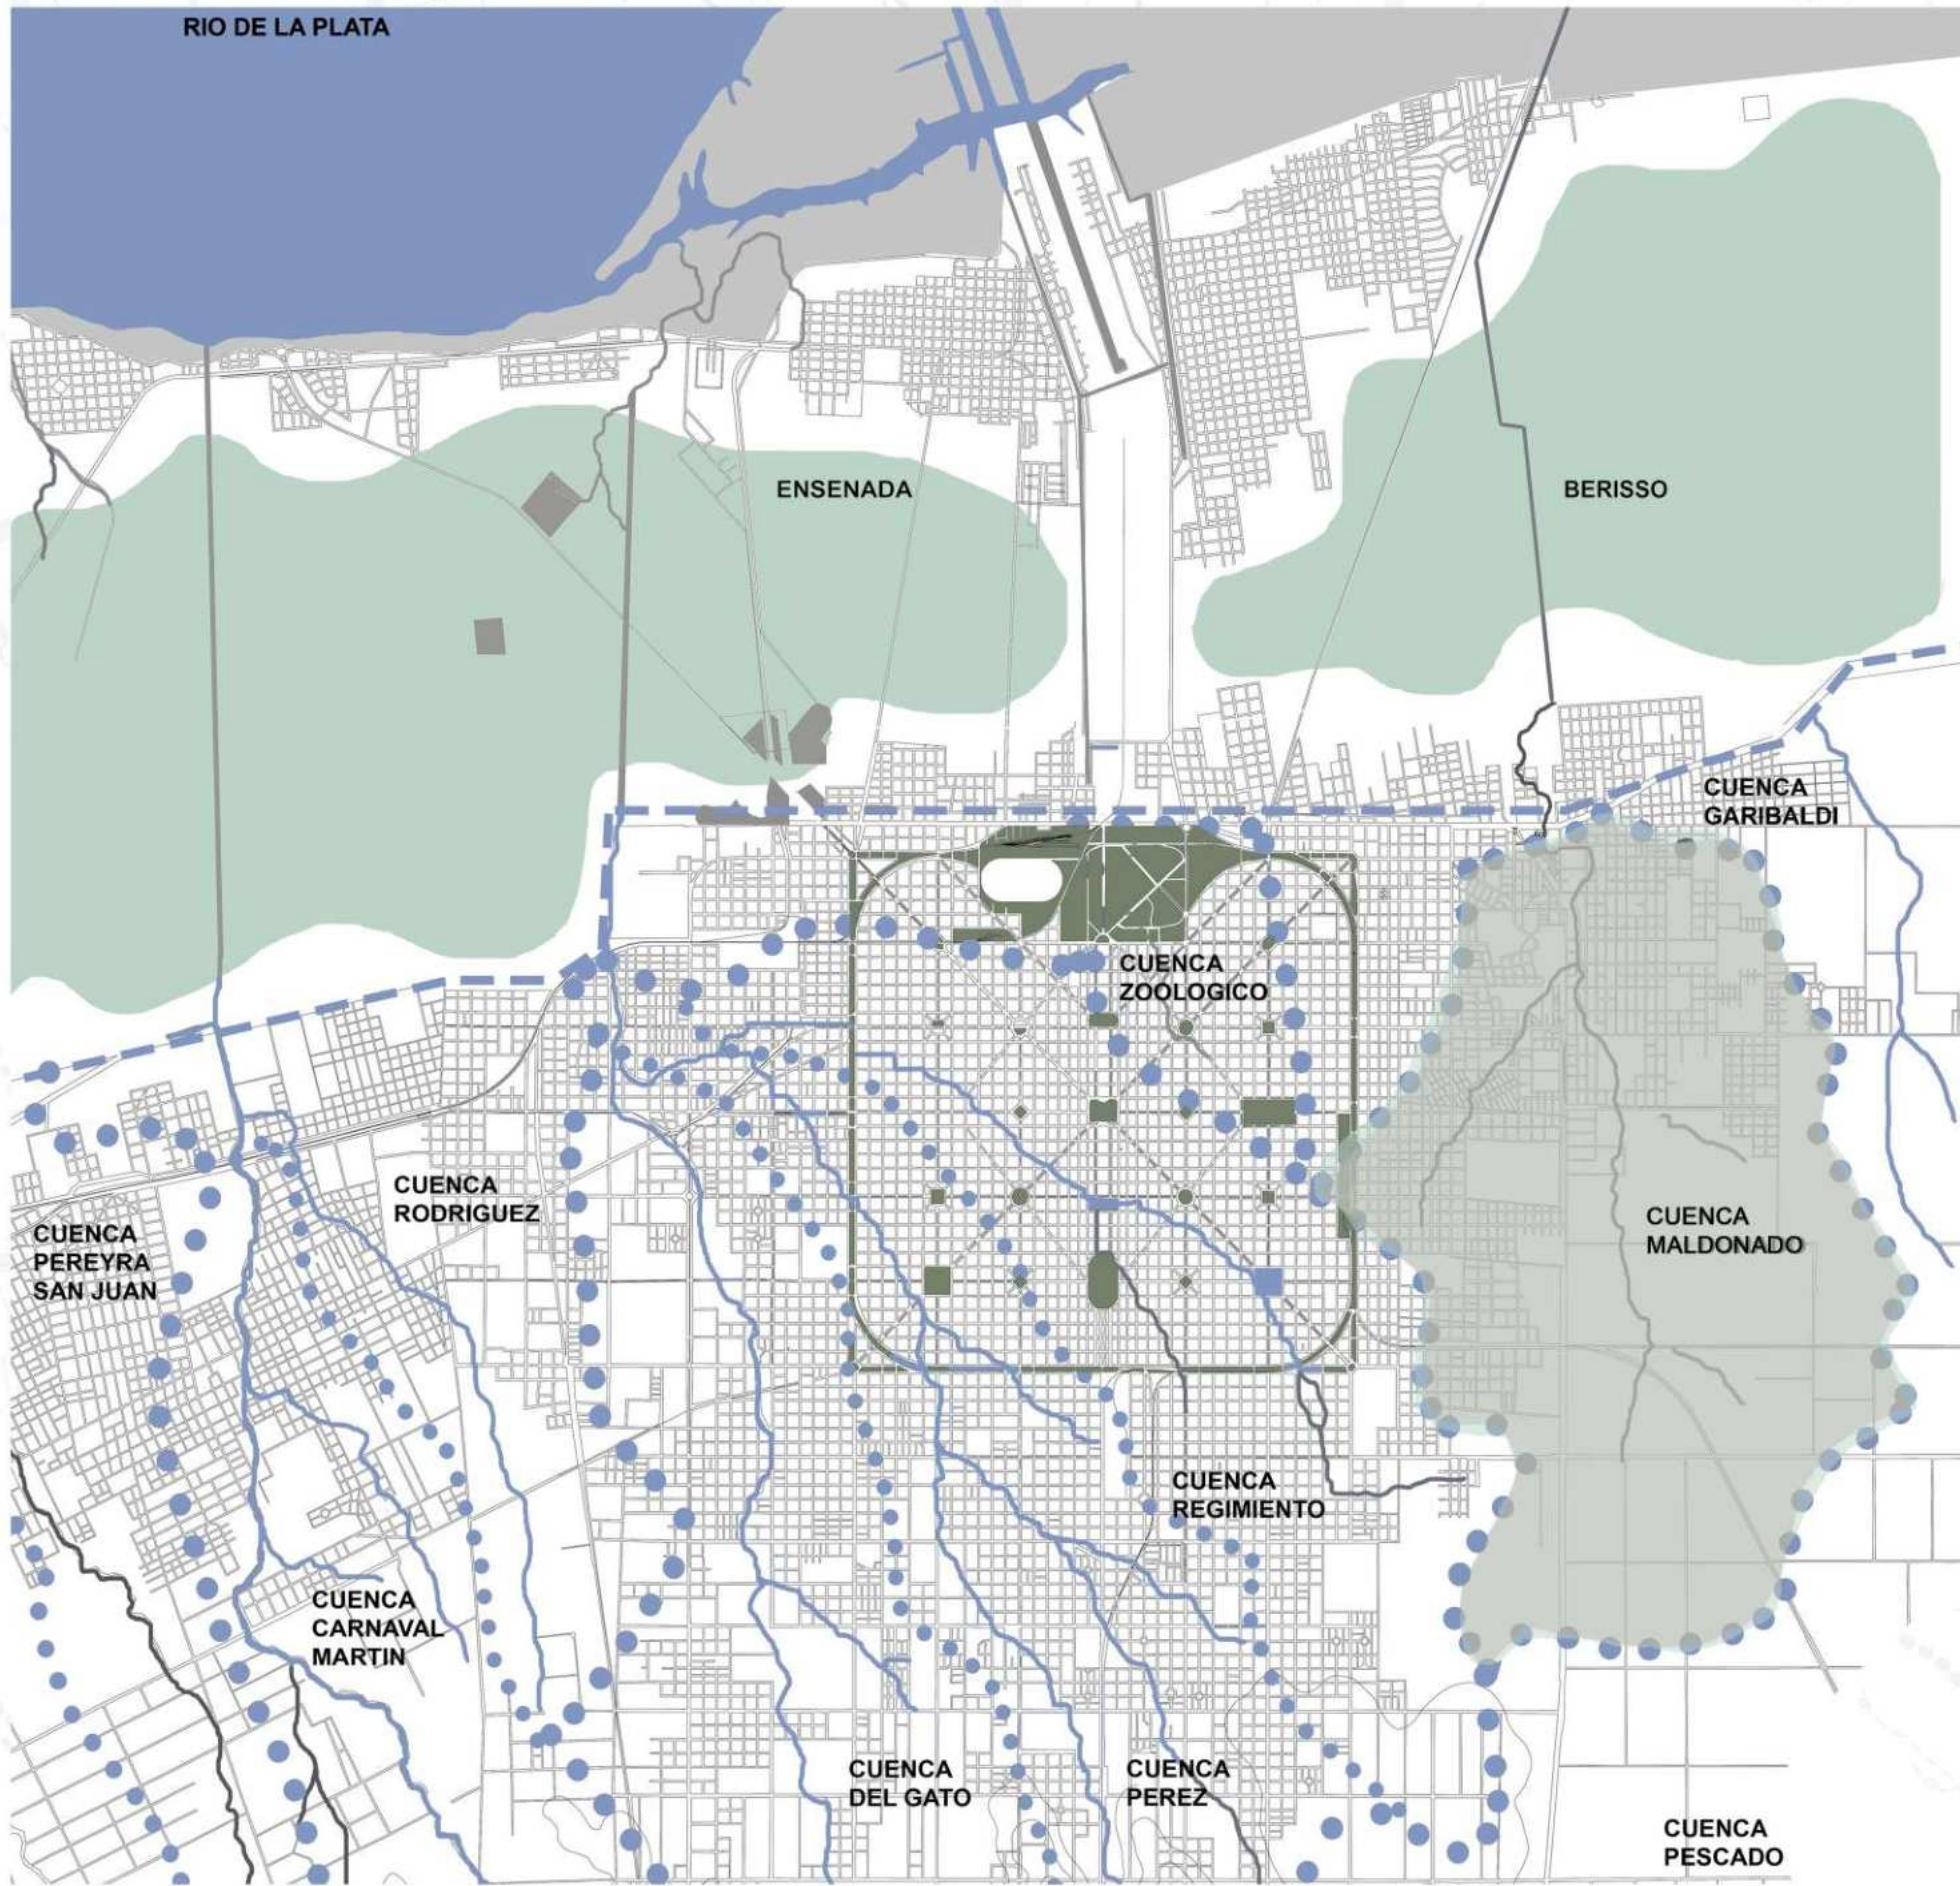 RIO DE LA PLATA
ENSENADA
BERISSO
CUENCA
GARIBALDI
CUENCA
ZOOLOGICO
CUENCA
RODRIGUEZ
CUENCA
PEREYRA
SAN JUAN
CUENCA
MALDONADO
CUENCA
REGIMIENTO
CUENCA
CARNAVAL
MARTIN
CUENCA
DEL GATO
CUENCA
PEREZ
CUENCA
PESCADO